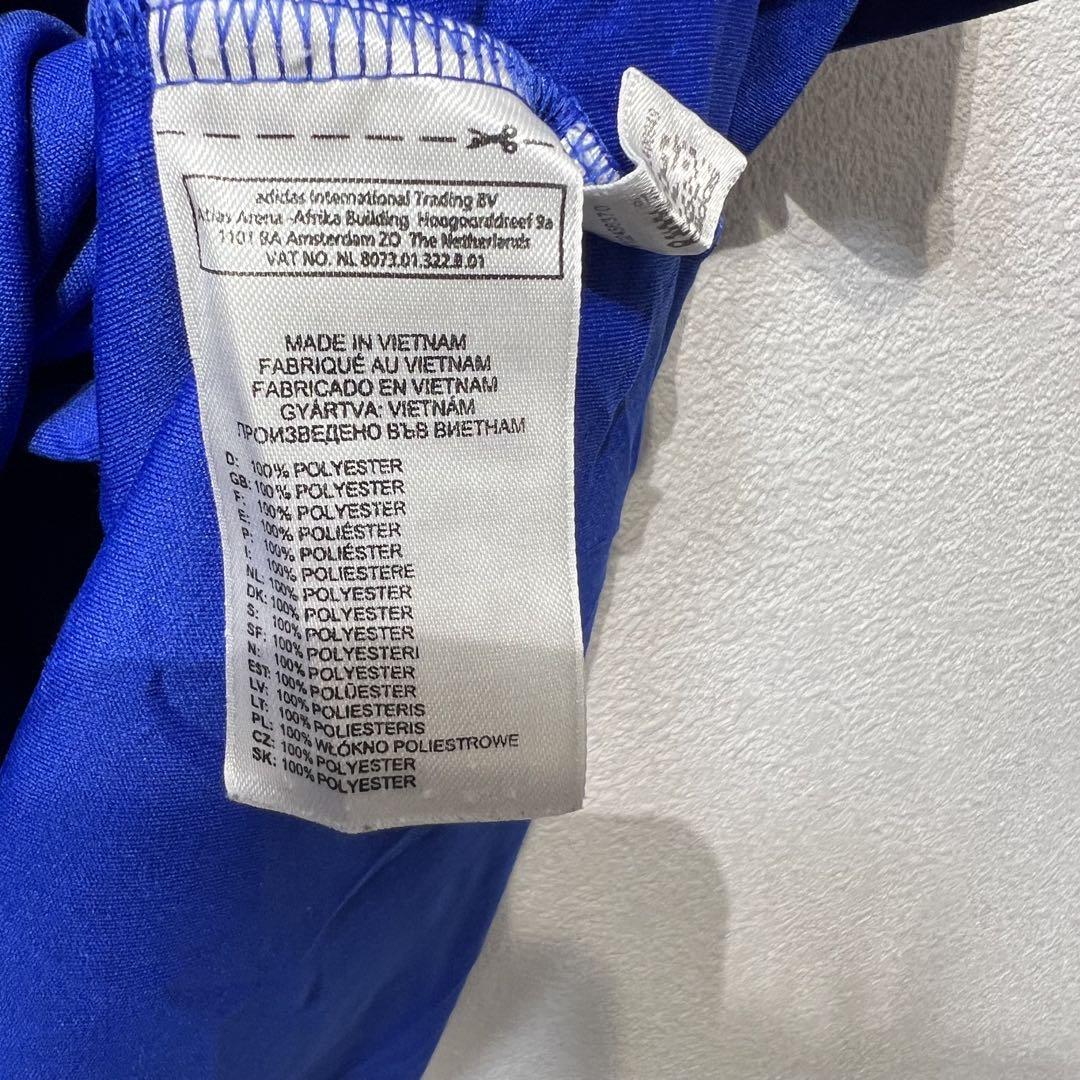 adidas International Trading BV
Atlas Arena -Afrika Building Hoogoorddreef 9a
1101 BA Amsterdam ZO The Netherlands
VAT NO. NL 8073.01.322.B.01
MADE IN VIETNAM
FABRIQUÉ AU VIETNAM
FABRICADO EN VIETNAM
GYÁRTVA: VIETNÁM
ПРОИЗВЕДЕНО ВЪВ ВИЕТНАМ
D: 100% POLYESTER
GB: 100% POLYESTER
F: 100% POLYESTER
E: 100% POLIÉSTER
P: 100% POLIÉSTER
I: 100% POLIESTERE
NL: 100% POLYESTER
DK: 100% POLYESTER
S: 100% POLYESTER
SF: 100% POLYESTERI
N: 100% POLYESTER
EST: 100% POLÜESTER
LV: 100% POLIESTERIS
LT: 100% POLIESTERIS
PL: 100% WŁÓKNO POLIESTROWE
CZ: 100% POLYESTER
SK: 100% POLYESTER